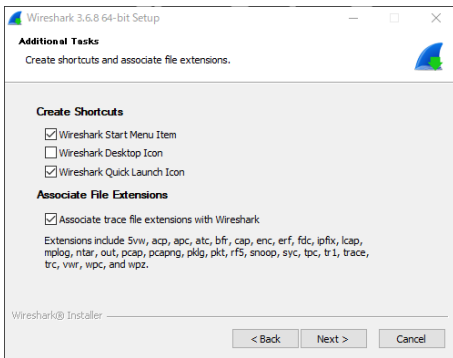 Wireshark 3.6.8 64-bit Setup
Additional Tasks
Create shortcuts and associate file extensions.
Create Shortcuts
Wireshark Start Menu Item
Wireshark Desktop Icon
Wireshark Quick Launch Icon
Associate File Extensions
Associate trace file extensions with Wireshark
Extensions include 5vw, acp, apc, atc, bfr, cap, enc, erf, fdc, ipfix, lcap,
mplog, ntar, out, pcap, pcapng, pklg, pkt, rf5, snoop, syc, tpc, tr1, trace,
trc, vwr, wpc, and wpz.
Wireshark® Installer
< Back Next > Cancel